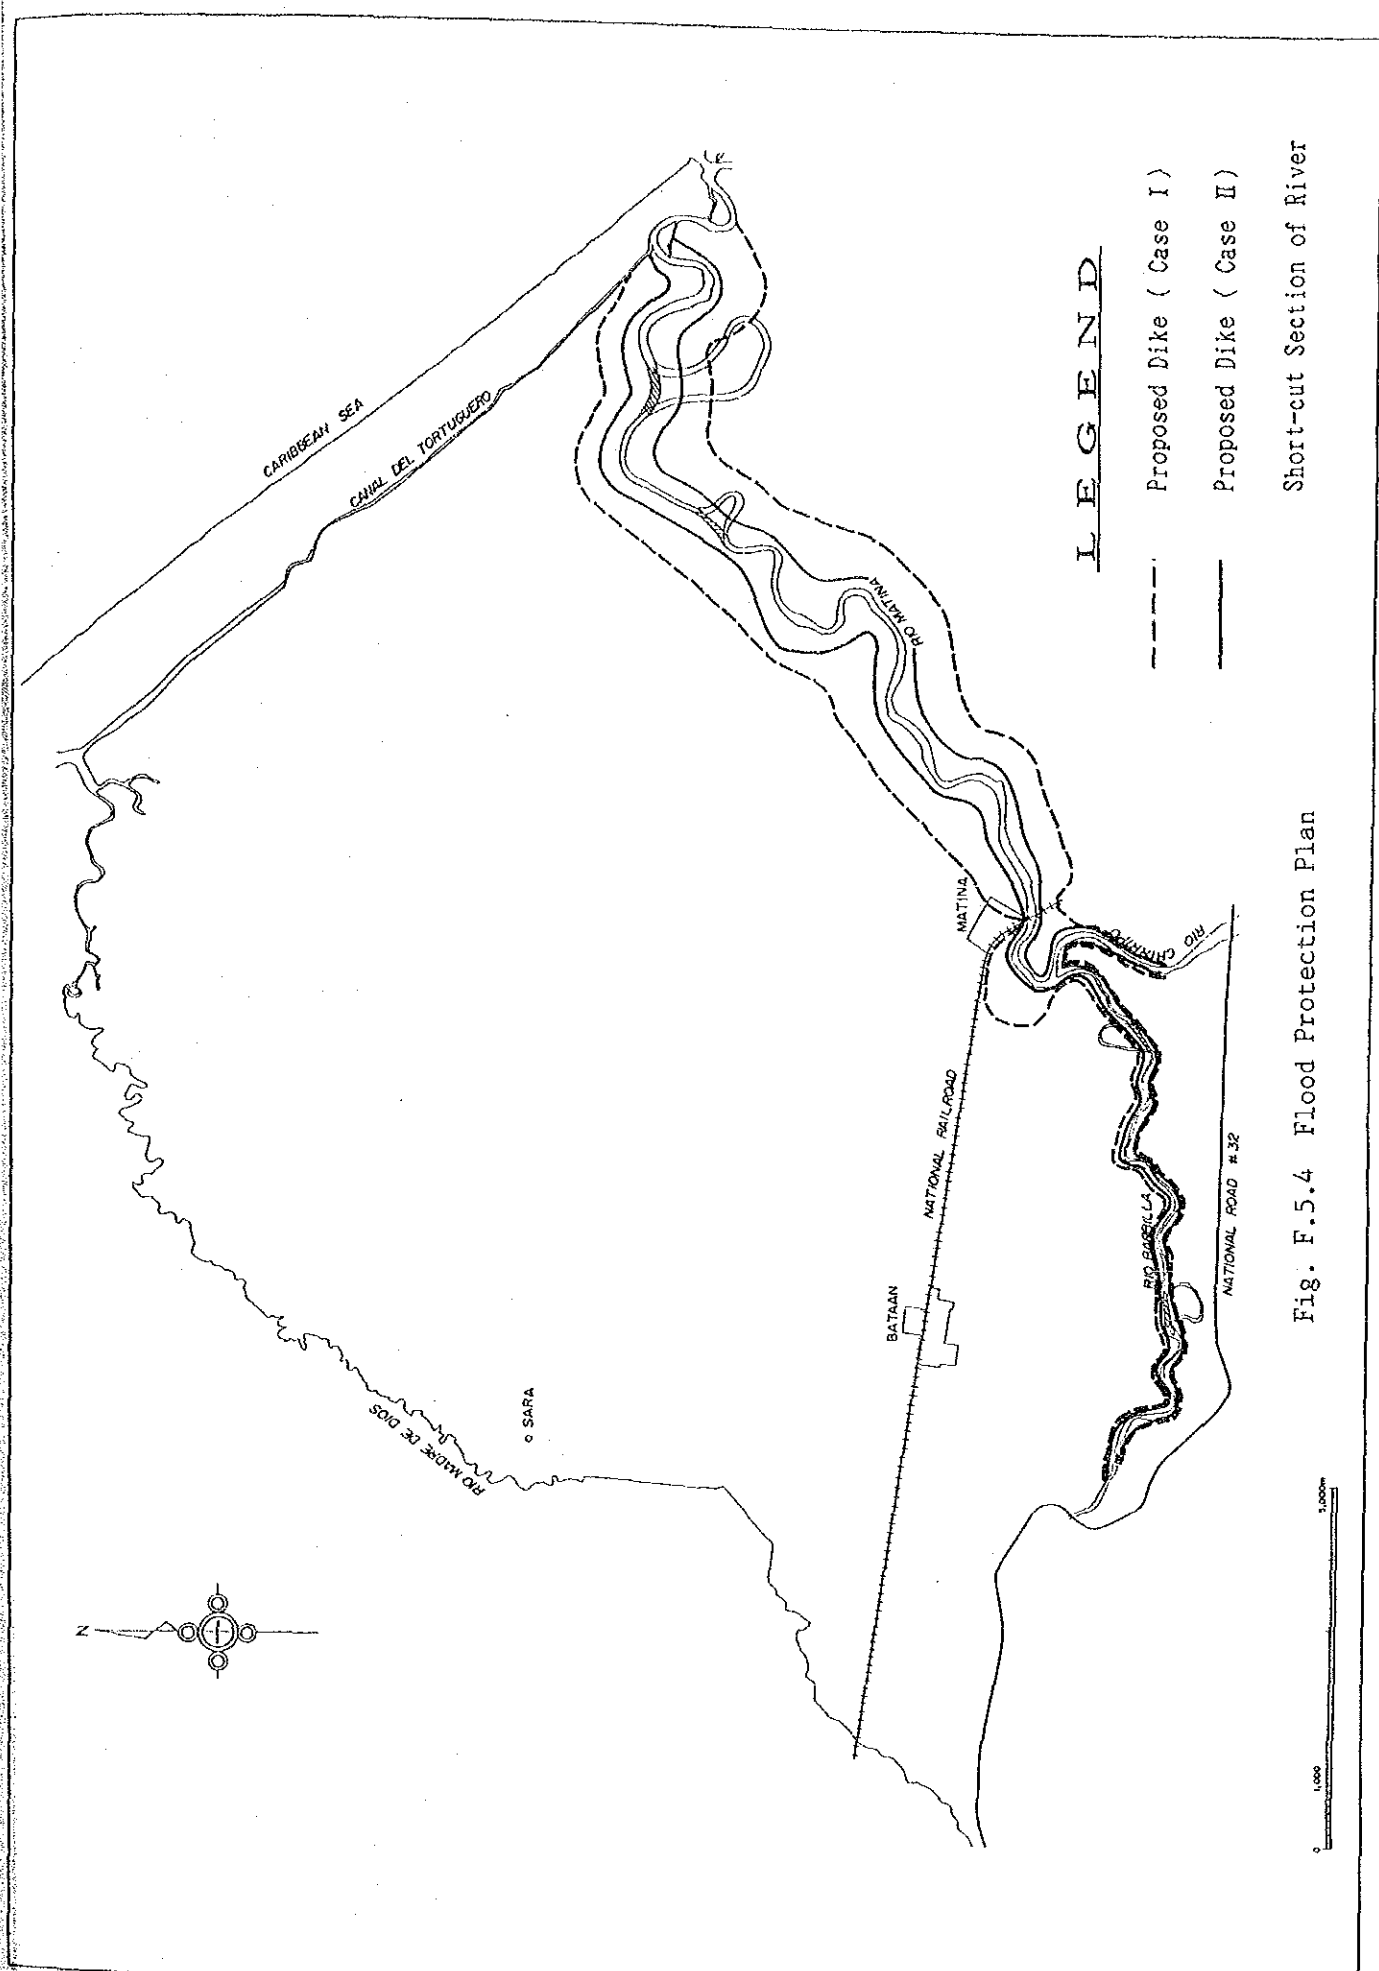 N
CARIBBEAN SEA
CANAL DEL TORTUGUERO
RIO MADRE DE DIOS
SARA
BATAAN
NATIONAL RAILROAD
MATINA
RIO MATINA
RIO CHIRRIPO
RIO BARBILLA
NATIONAL ROAD # 32
LEGEND
Proposed Dike ( Case I )
Proposed Dike ( Case II )
Short-cut Section of River
0 1,000 5,000m
Fig. F.5.4 Flood Protection Plan